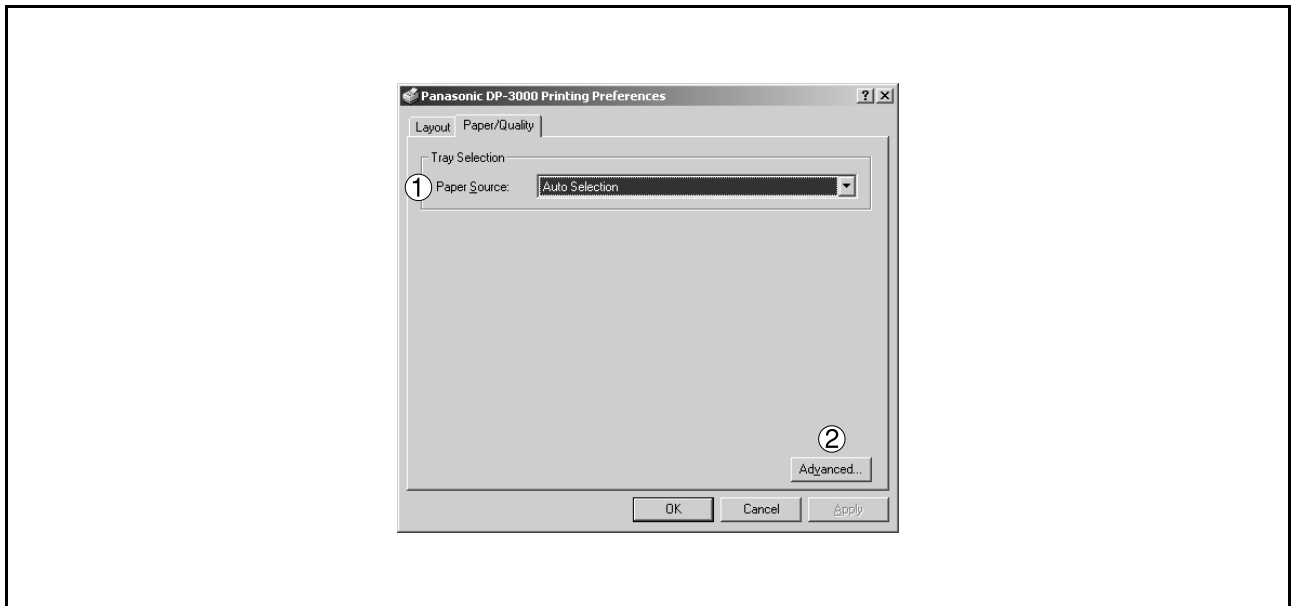 Panasonic DP-3000 Printing Preferences ? X
Layout Paper/Quality
Tray Selection
① Paper Source: Auto Selection
②
Advanced...
OK Cancel Apply